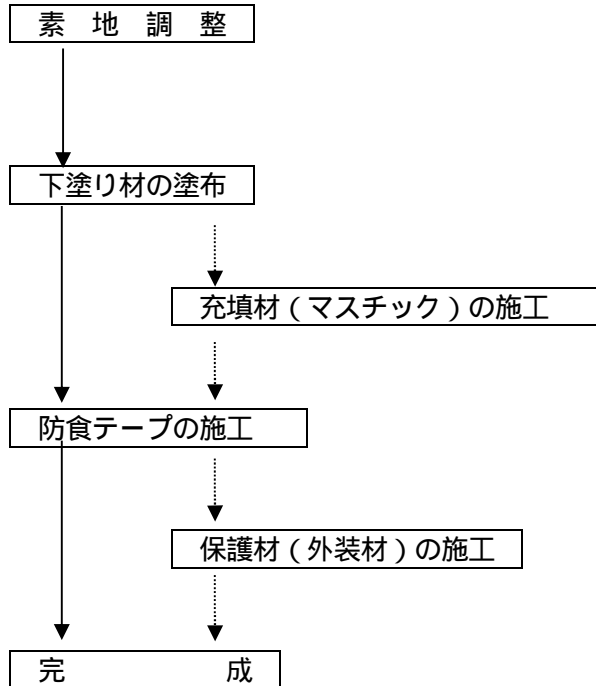 素 地 調 整
下塗り材の塗布
充填材(マスチック)の施工
防食テープの施工
保護材(外装材)の施工
完 成